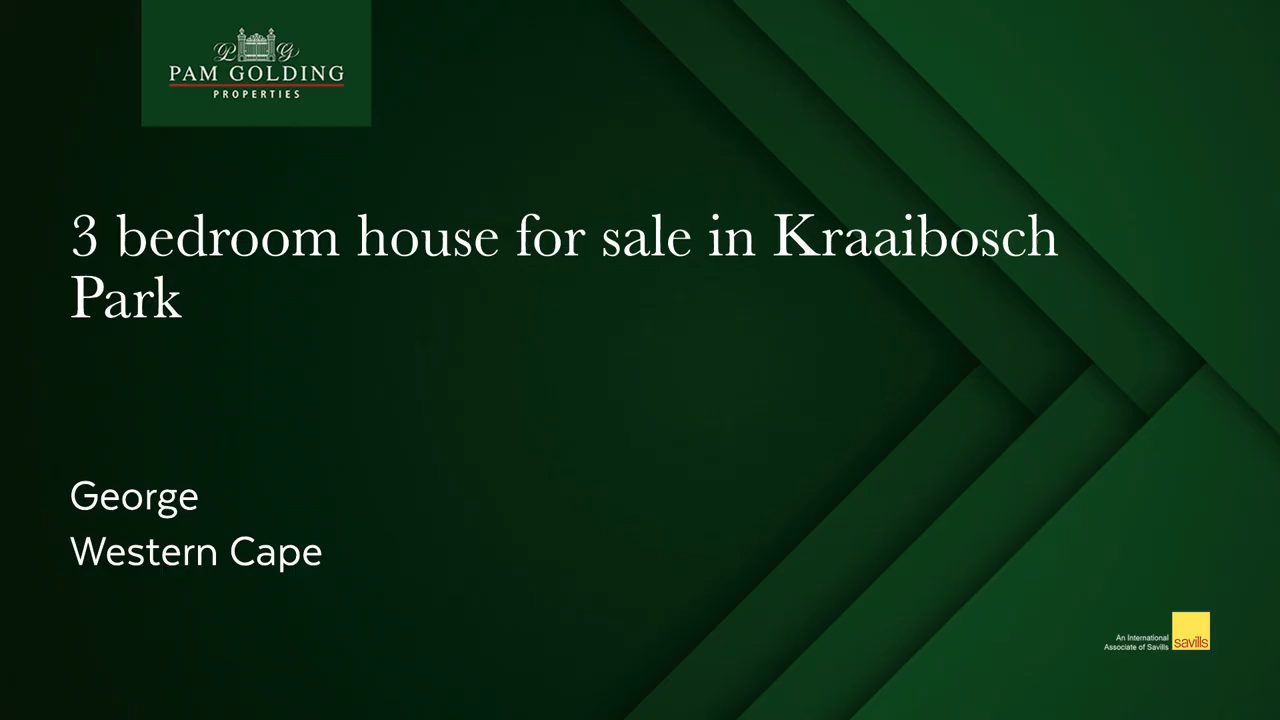 PAM GOLDING
PROPERTIES
3 bedroom house for sale in Kraaibosch
Park
George
Western Cape
An International
Associate of Savills
savills